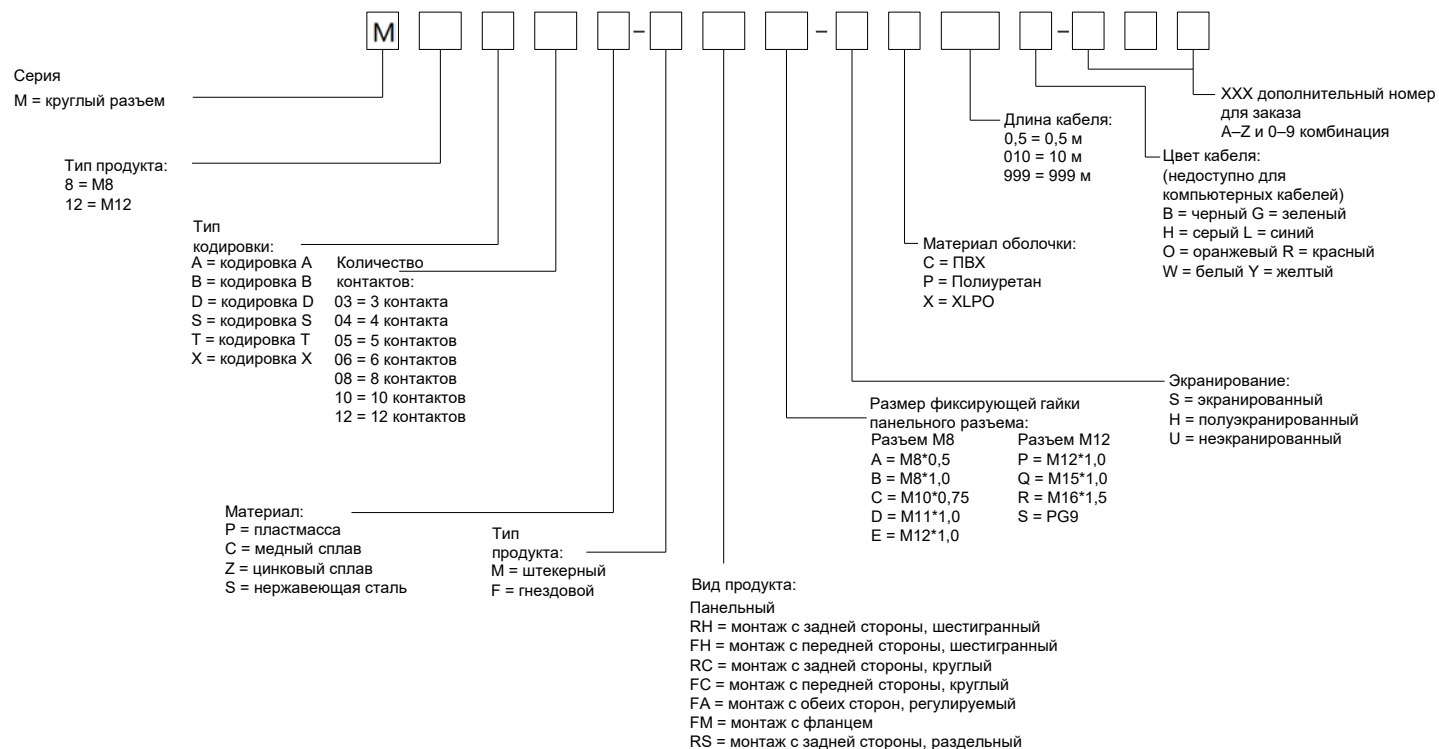 M – – –
Серия
M = круглый разъем
Тип продукта:
8 = M8
12 = M12
Тип
кодировки:
A = кодировка A
B = кодировка B
D = кодировка D
S = кодировка S
T = кодировка T
X = кодировка X
Количество
контактов:
03 = 3 контакта
04 = 4 контакта
05 = 5 контактов
06 = 6 контактов
08 = 8 контактов
10 = 10 контактов
12 = 12 контактов
Материал:
P = пластмасса
C = медный сплав
Z = цинковый сплав
S = нержавеющая сталь
Тип
продукта:
M = штекерный
F = гнездовой
Вид продукта:
Панельный
RH = монтаж с задней стороны, шестигранный
FH = монтаж с передней стороны, шестигранный
RC = монтаж с задней стороны, круглый
FC = монтаж с передней стороны, круглый
FA = монтаж с обеих сторон, регулируемый
FM = монтаж с фланцем
RS = монтаж с задней стороны, раздельный
Размер фиксирующей гайки
панельного разъема:
Разъем M8
A = M8*0,5
B = M8*1,0
C = M10*0,75
D = M11*1,0
E = M12*1,0
Разъем M12
P = M12*1,0
Q = M15*1,0
R = M16*1,5
S = PG9
Экранирование:
S = экранированный
H = полуэкранированный
U = неэкранированный
Материал оболочки:
C = ПВХ
P = Полиуретан
X = XLPO
Длина кабеля:
0,5 = 0,5 м
010 = 10 м
999 = 999 м
Цвет кабеля:
(недоступно для
компьютерных кабелей)
B = черный G = зеленый
H = серый L = синий
O = оранжевый R = красный
W = белый Y = желтый
XXX дополнительный номер
для заказа
A–Z и 0–9 комбинация